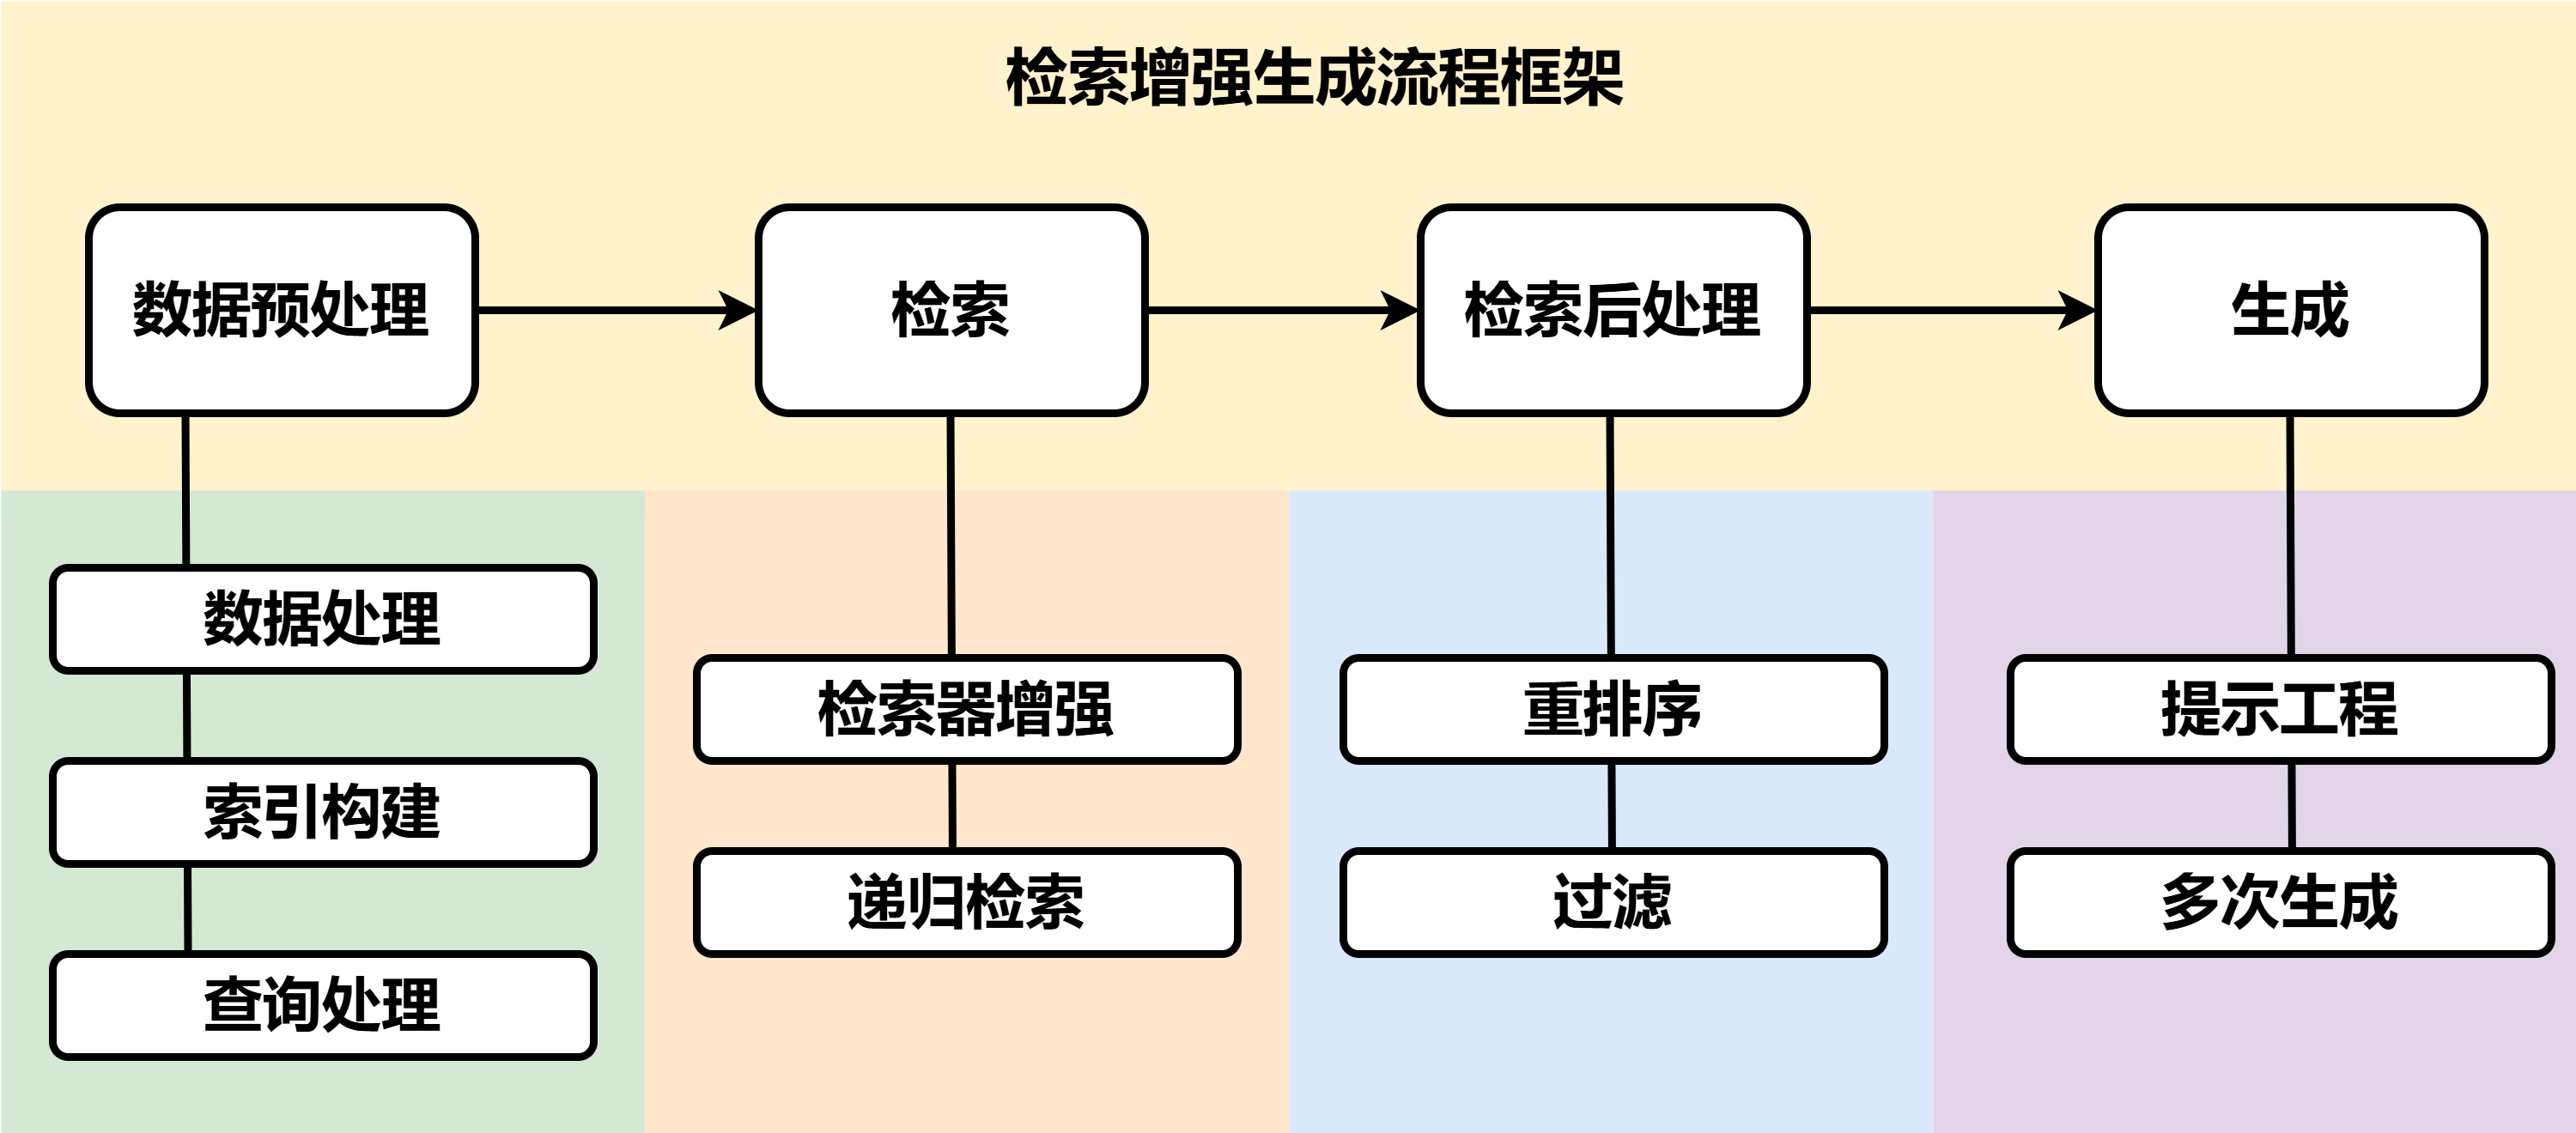 检索增强生成流程框架
数据预处理
检索
检索后处理
生成
数据处理
索引构建
查询处理
检索器增强
递归检索
重排序
过滤
提示工程
多次生成